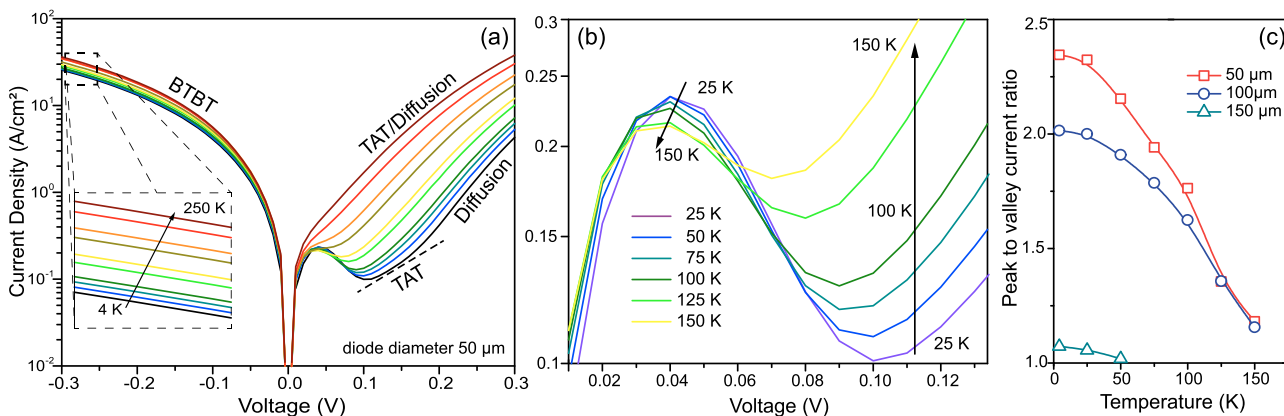 (a)
Current Density (A/cm²)
10²
10¹
10⁰
10⁻¹
10⁻²
BTBT
TAT/Diffusion
Diffusion
TAT
250 K
4 K
diode diameter 50 µm
-0.3 -0.2 -0.1 0.0 0.1 0.2 0.3
Voltage (V)
(b)
0.3
0.25
0.2
0.15
0.1
25 K
150 K
150 K
100 K
25 K
25 K
50 K
75 K
100 K
125 K
150 K
0.02 0.04 0.06 0.08 0.10 0.12
Voltage (V)
(c)
Peak to valley current ratio
2.5
2.0
1.5
1.0
50 µm
100µm
150 µm
0 25 50 75 100 125 150
Temperature (K)